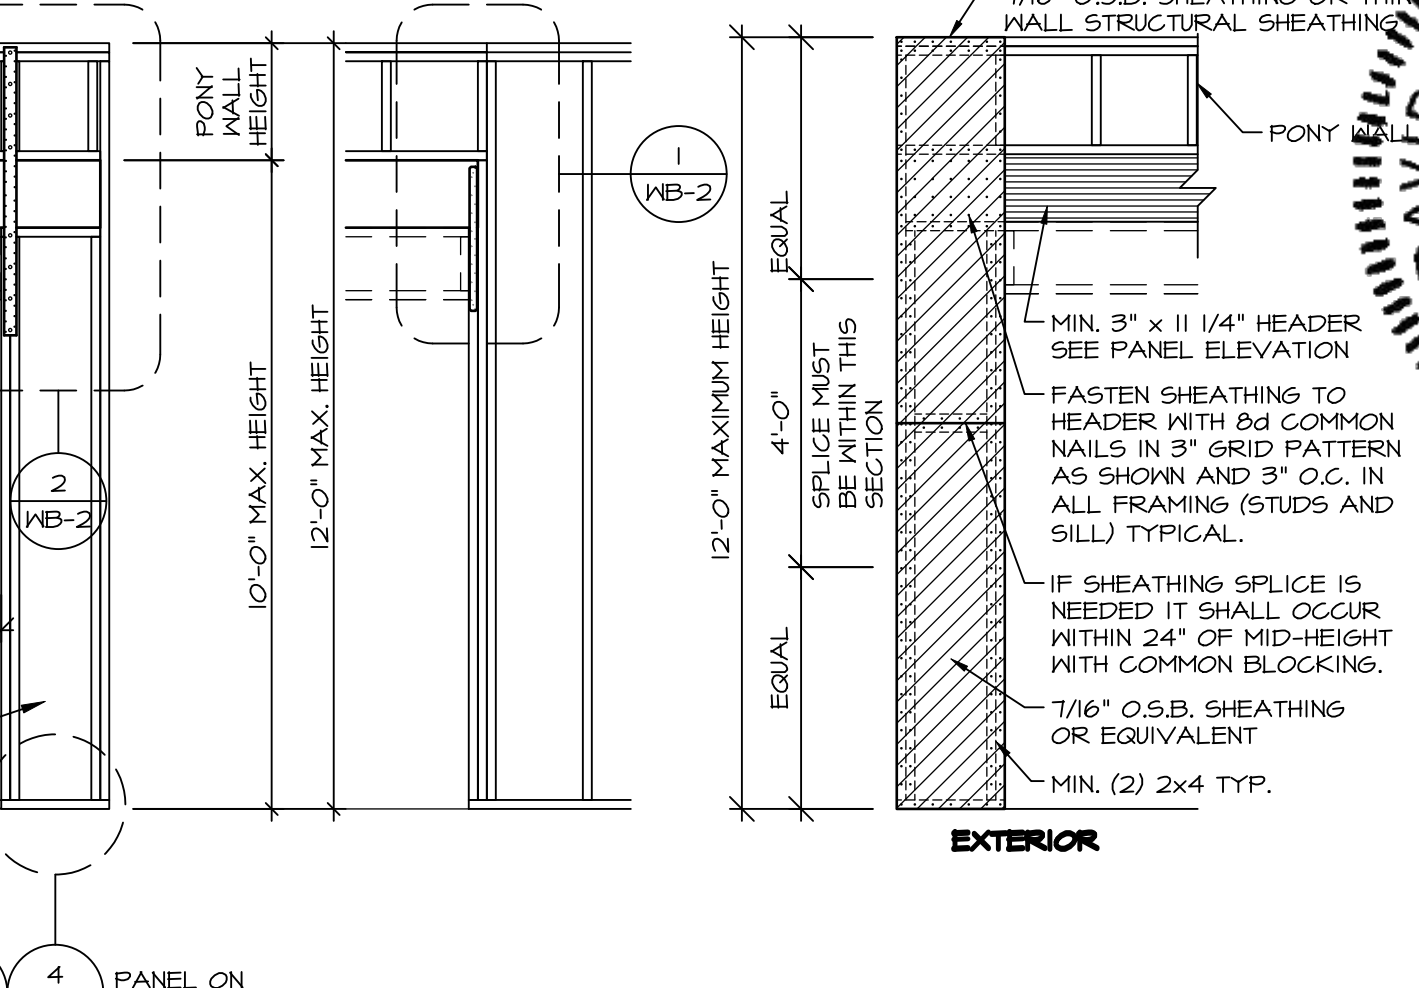 WALL STRUCTURAL SHEATHING
PONY
WALL
HEIGHT
10'-0" MAX. HEIGHT
12'-0" MAX. HEIGHT
1
WB-2
2
WB-2
12'-0" MAXIMUM HEIGHT
EQUAL
4'-0"
EQUAL
SPLICE MUST
BE WITHIN THIS
SECTION
PONY WALL
MIN. 3" x 11 1/4" HEADER
SEE PANEL ELEVATION
FASTEN SHEATHING TO
HEADER WITH 8d COMMON
NAILS IN 3" GRID PATTERN
AS SHOWN AND 3" O.C. IN
ALL FRAMING (STUDS AND
SILL) TYPICAL.
IF SHEATHING SPLICE IS
NEEDED IT SHALL OCCUR
WITHIN 24" OF MID-HEIGHT
WITH COMMON BLOCKING.
7/16" O.S.B. SHEATHING
OR EQUIVALENT
MIN. (2) 2x4 TYP.
EXTERIOR
4
PANEL ON